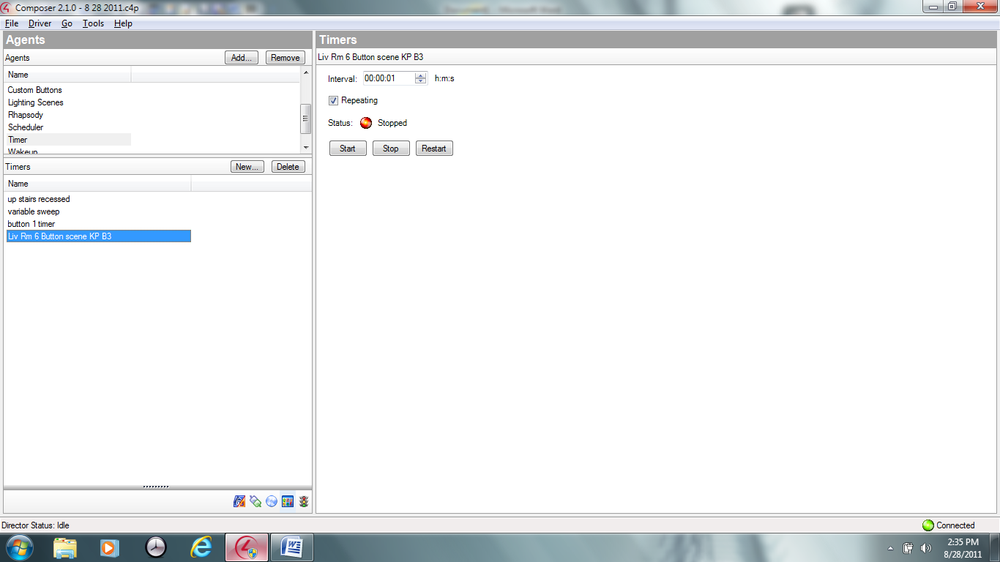 Composer 2.1.0 - 8 28 2011.c4p
File Driver Go Tools Help
Agents
Agents Add... Remove
Name
Custom Buttons
Lighting Scenes
Rhapsody
Scheduler
Timer
Wakeup
Timers New... Delete
Name
up stairs recessed
variable sweep
button 1 timer
Liv Rm 6 Button scene KP B3
Timers
Liv Rm 6 Button scene KP B3
Interval: 00:00:01 h:m:s
Repeating
Status: Stopped
Start Stop Restart
Director Status: Idle
Connected
2:35 PM
8/28/2011